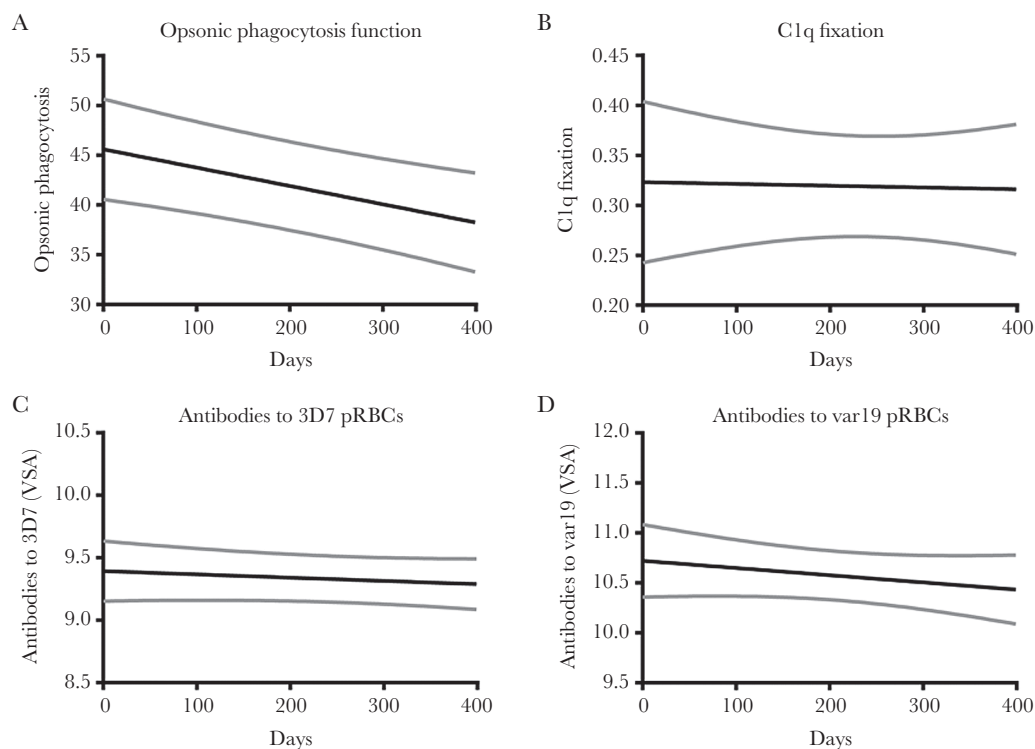 A
Opsonic phagocytosis function
Opsonic phagocytosis
55
50
45
40
35
30
0 100 200 300 400
Days
B
C1q fixation
C1q fixation
0.45
0.40
0.35
0.30
0.25
0.20
0 100 200 300 400
Days
C
Antibodies to 3D7 pRBCs
Antibodies to 3D7 (VSA)
10.5
10.0
9.5
9.0
8.5
0 100 200 300 400
Days
D
Antibodies to var19 pRBCs
Antibodies to var19 (VSA)
12.0
11.5
11.0
10.5
10.0
9.5
0 100 200 300 400
Days